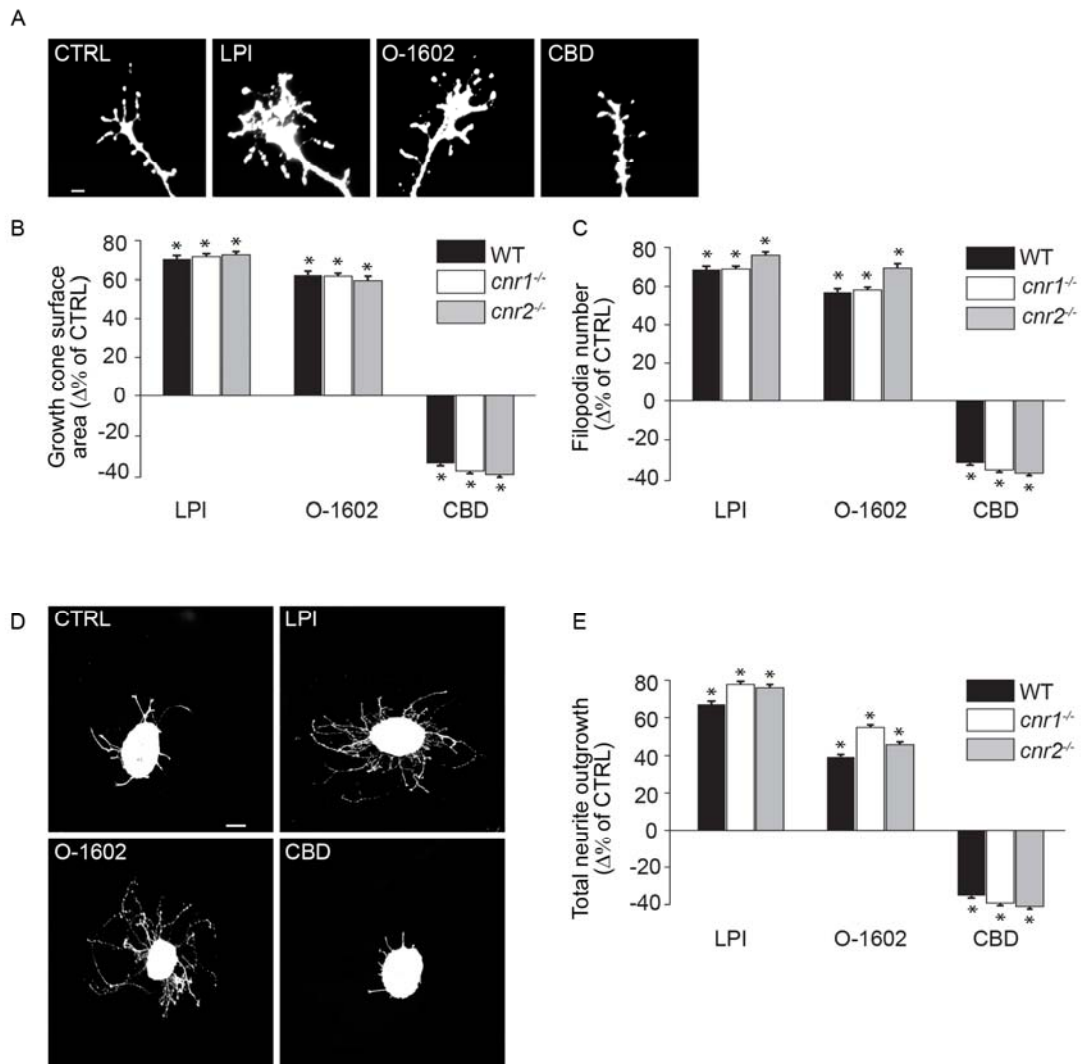 A
CTRL
LPI
O-1602
CBD
B
Growth cone surface
area (Δ% of CTRL)
80
60
40
20
0
-20
-40
* * *
* * *
* * *
LPI
O-1602
CBD
WT
cnr1-/-
cnr2-/-
C
Filopodia number
(Δ% of CTRL)
80
60
40
20
0
-20
-40
* * *
* * *
* * *
LPI
O-1602
CBD
WT
cnr1-/-
cnr2-/-
D
CTRL
LPI
O-1602
CBD
E
Total neurite outgrowth
(Δ% of CTRL)
80
60
40
20
0
-20
-40
* * *
* * *
* * *
LPI
O-1602
CBD
WT
cnr1-/-
cnr2-/-